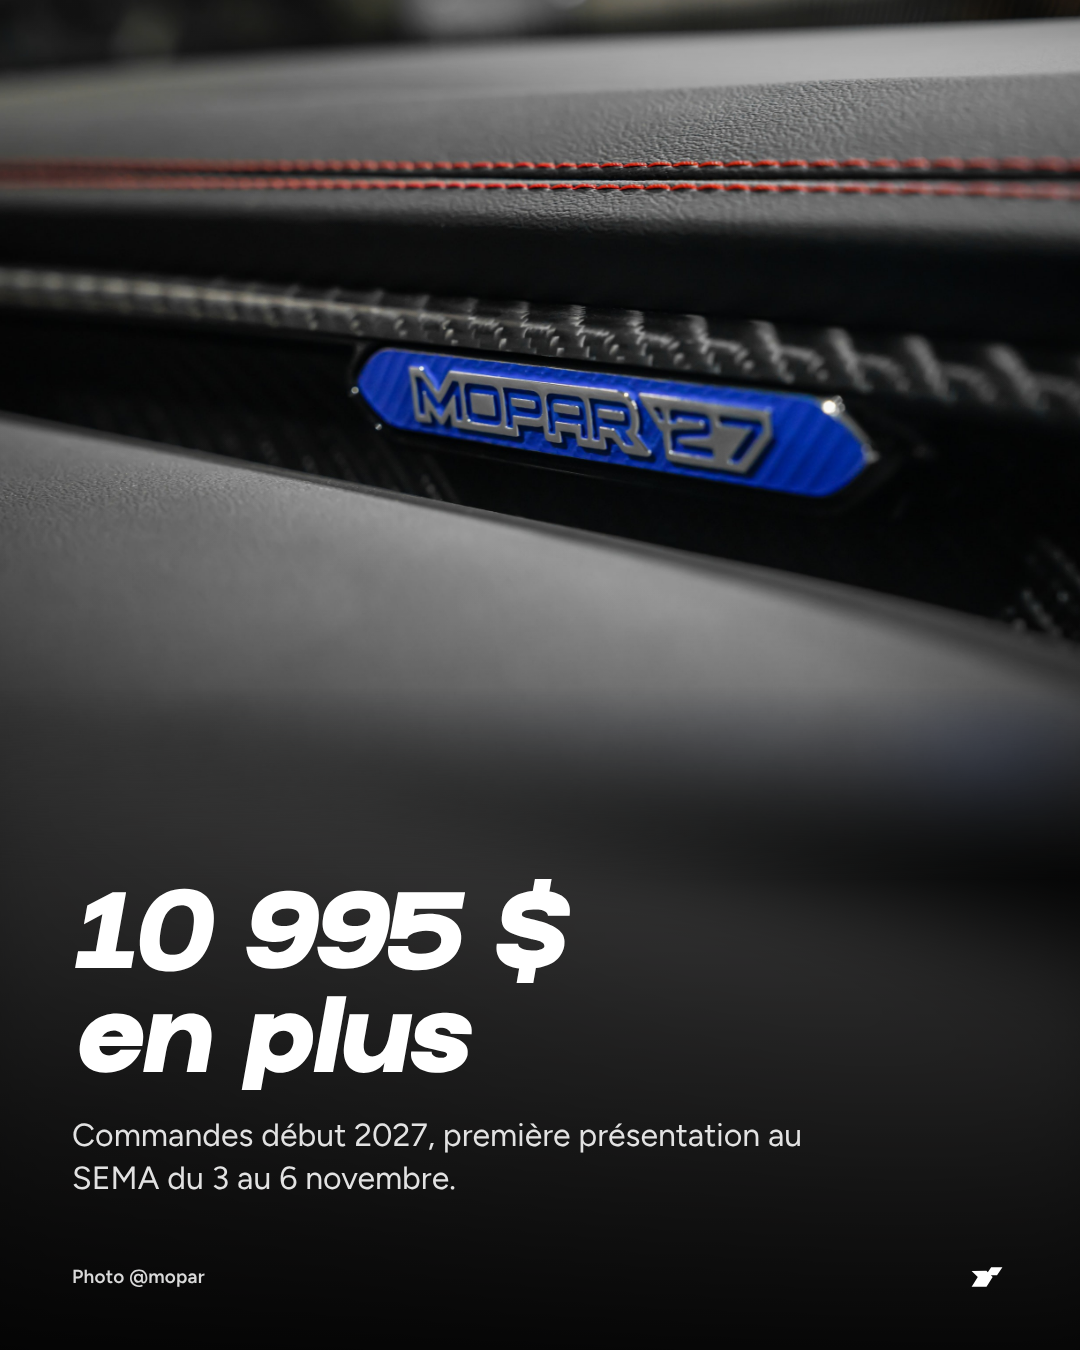 MOPAR '27
10 995 $
en plus
Commandes début 2027, première présentation au
SEMA du 3 au 6 novembre.
Photo @mopar